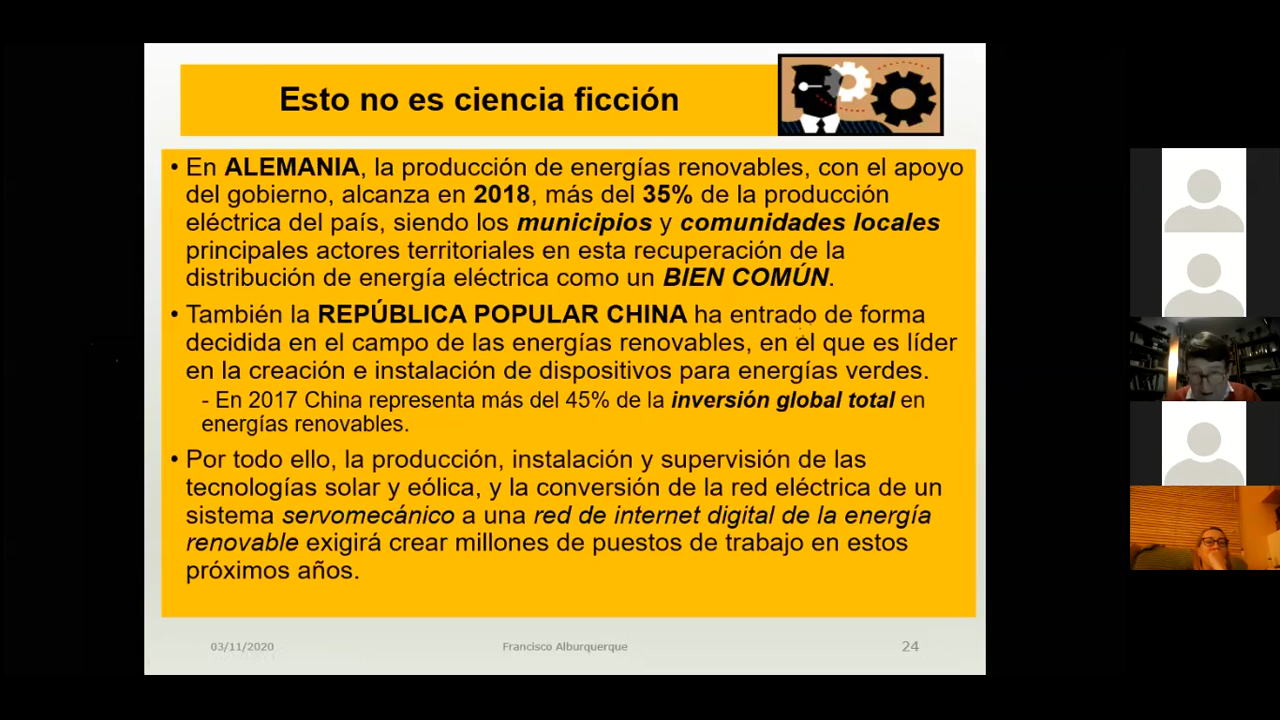 Esto no es ciencia ficción
• En ALEMANIA, la producción de energías renovables, con el apoyo
del gobierno, alcanza en 2018, más del 35% de la producción
eléctrica del país, siendo los municipios y comunidades locales
principales actores territoriales en esta recuperación de la
distribución de energía eléctrica como un BIEN COMÚN.
• También la REPÚBLICA POPULAR CHINA ha entrado de forma
decidida en el campo de las energías renovables, en el que es líder
en la creación e instalación de dispositivos para energías verdes.
- En 2017 China representa más del 45% de la inversión global total en
energías renovables.
• Por todo ello, la producción, instalación y supervisión de las
tecnologías solar y eólica, y la conversión de la red eléctrica de un
sistema servomecánico a una red de internet digital de la energía
renovable exigirá crear millones de puestos de trabajo en estos
próximos años.
03/11/2020
Francisco Alburquerque
24